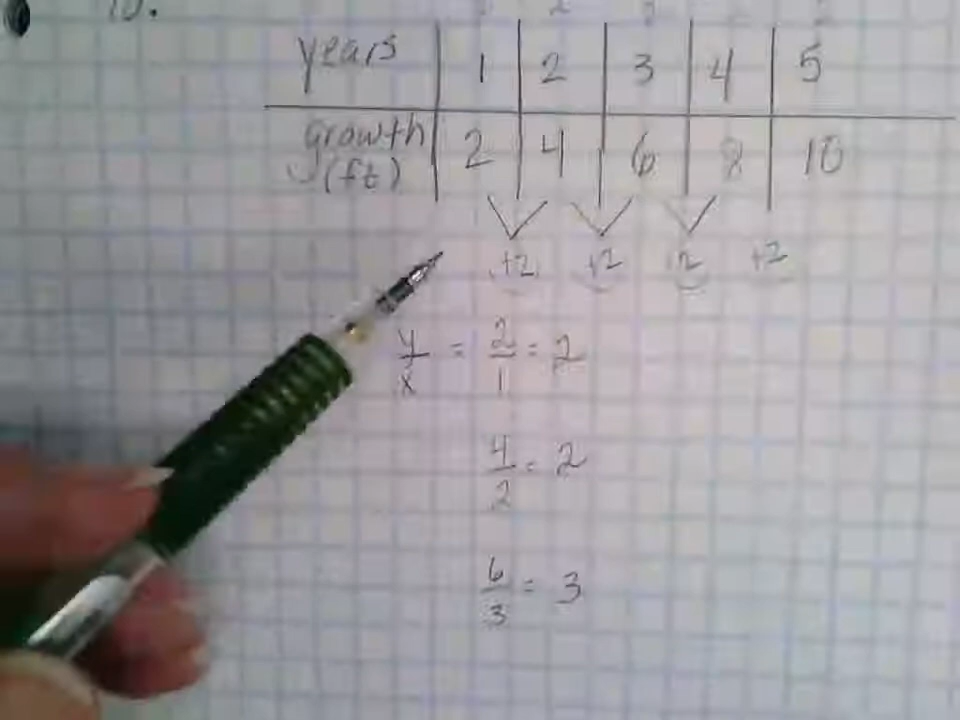 10.
years 1 2 3 4 5
growth (ft) 2 4 6 8 10
+2 +2 +2 +2
y/x = 2/1 = 2
4/2 = 2
6/3 = 3